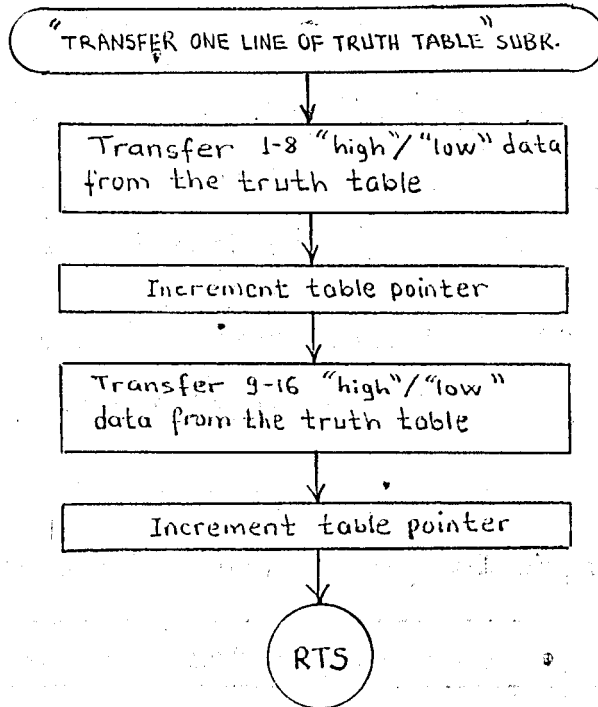 "TRANSFER ONE LINE OF TRUTH TABLE" SUBR.
Transfer 1-8 "high"/"low" data
from the truth table
Increment table pointer
Transfer 9-16 "high"/"low"
data from the truth table
Increment table pointer
RTS